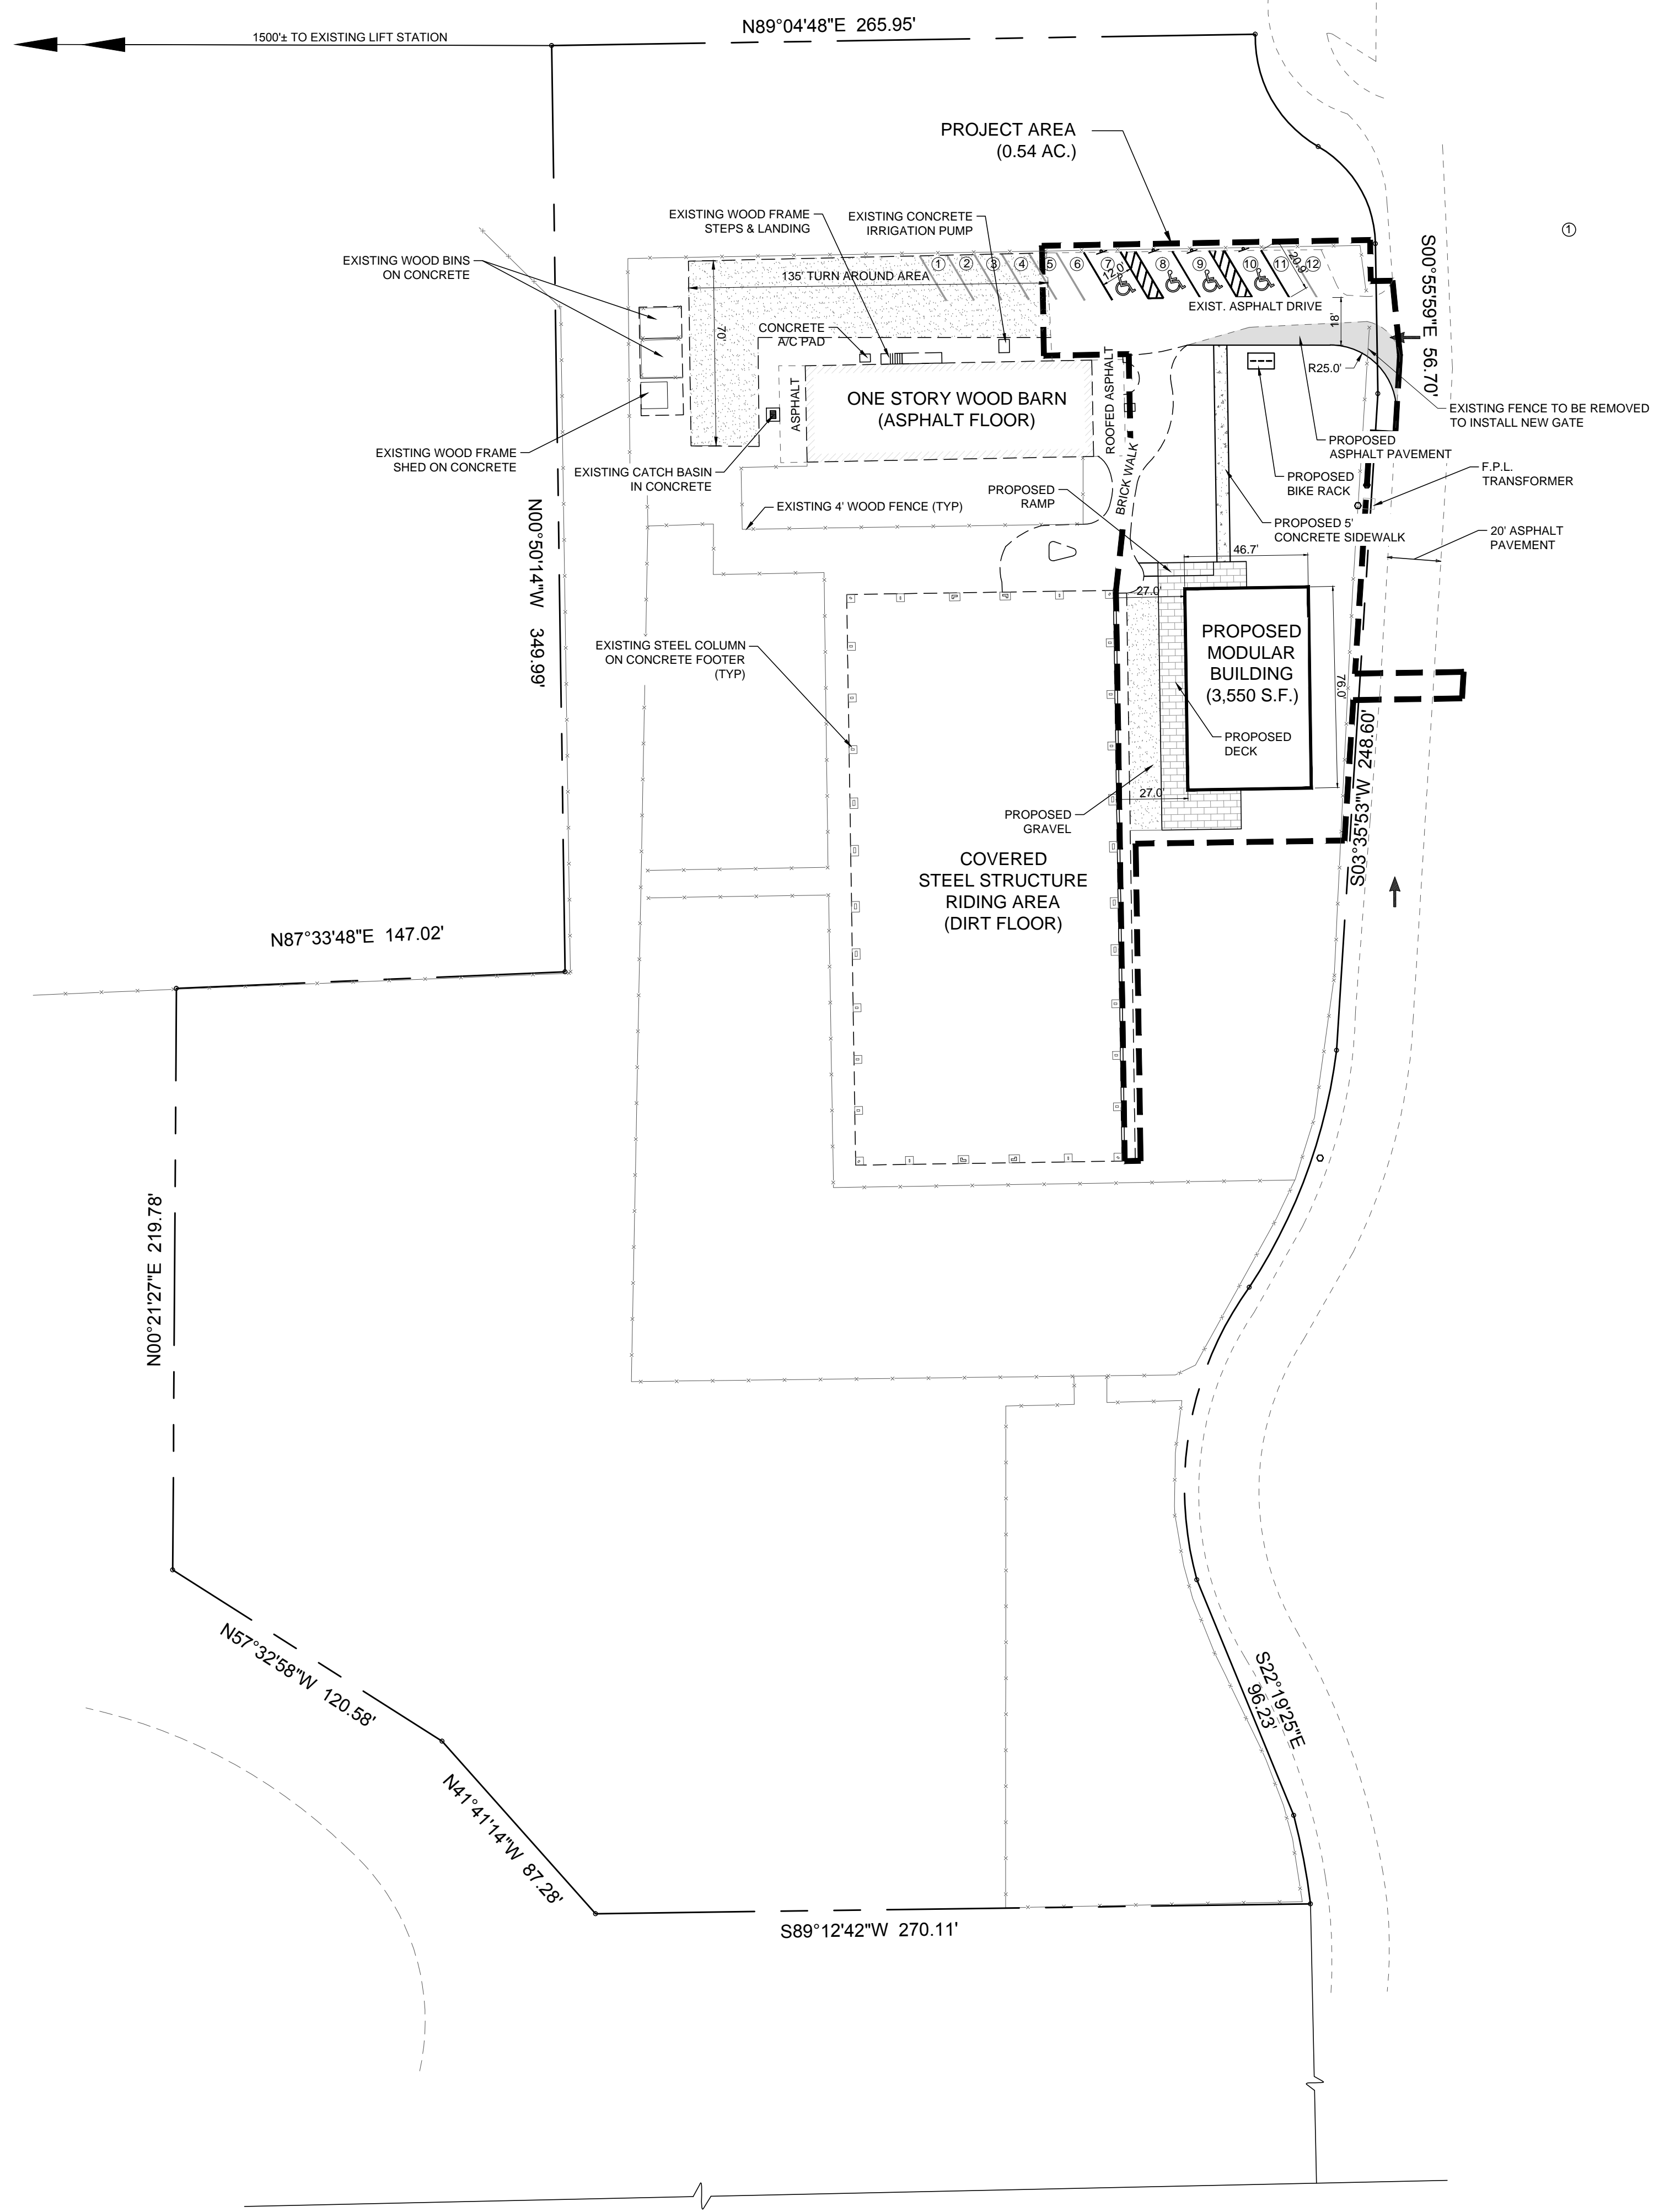 N89°04'48"E 265.95'
1500'± TO EXISTING LIFT STATION
PROJECT AREA
(0.54 AC.)
EXISTING WOOD FRAME
STEPS & LANDING
EXISTING CONCRETE
IRRIGATION PUMP
EXISTING WOOD BINS
ON CONCRETE
1
S00°55'59"E 56.70'
1
2
3
4
5
6
7
8
9
10
11
12
12.0'
20.9'
135' TURN AROUND AREA
EXIST. ASPHALT DRIVE
18'
70'
CONCRETE
A/C PAD
R25.0'
ASPHALT
ONE STORY WOOD BARN
(ASPHALT FLOOR)
ROOFED ASPHALT
BRICK WALK
EXISTING FENCE TO BE REMOVED
TO INSTALL NEW GATE
PROPOSED
ASPHALT PAVEMENT
EXISTING WOOD FRAME
SHED ON CONCRETE
EXISTING CATCH BASIN
IN CONCRETE
PROPOSED
BIKE RACK
F.P.L.
TRANSFORMER
PROPOSED
RAMP
EXISTING 4' WOOD FENCE (TYP)
PROPOSED 5'
CONCRETE SIDEWALK
20' ASPHALT
PAVEMENT
N00°50'14"W 349.99'
46.7'
27.0'
PROPOSED
MODULAR
BUILDING
(3,550 S.F.)
76.0'
EXISTING STEEL COLUMN
ON CONCRETE FOOTER
(TYP)
PROPOSED
DECK
S03°35'53"W 248.60'
27.0'
PROPOSED
GRAVEL
COVERED
STEEL STRUCTURE
RIDING AREA
(DIRT FLOOR)
N87°33'48"E 147.02'
N00°21'27"E 219.78'
N57°32'58"W 120.58'
S22°19'25"E
96.23'
N41°41'14"W 87.28'
S89°12'42"W 270.11'